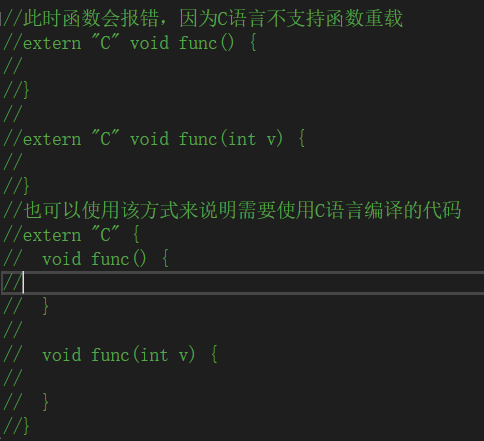 //此时函数会报错，因为C语言不支持函数重载
//extern "C" void func() {
//
//}
//
//extern "C" void func(int v) {
//
//}
//也可以使用该方式来说明需要使用C语言编译的代码
//extern "C" {
//  void func() {
//
//  }
//
//  void func(int v) {
//
//  }
//}